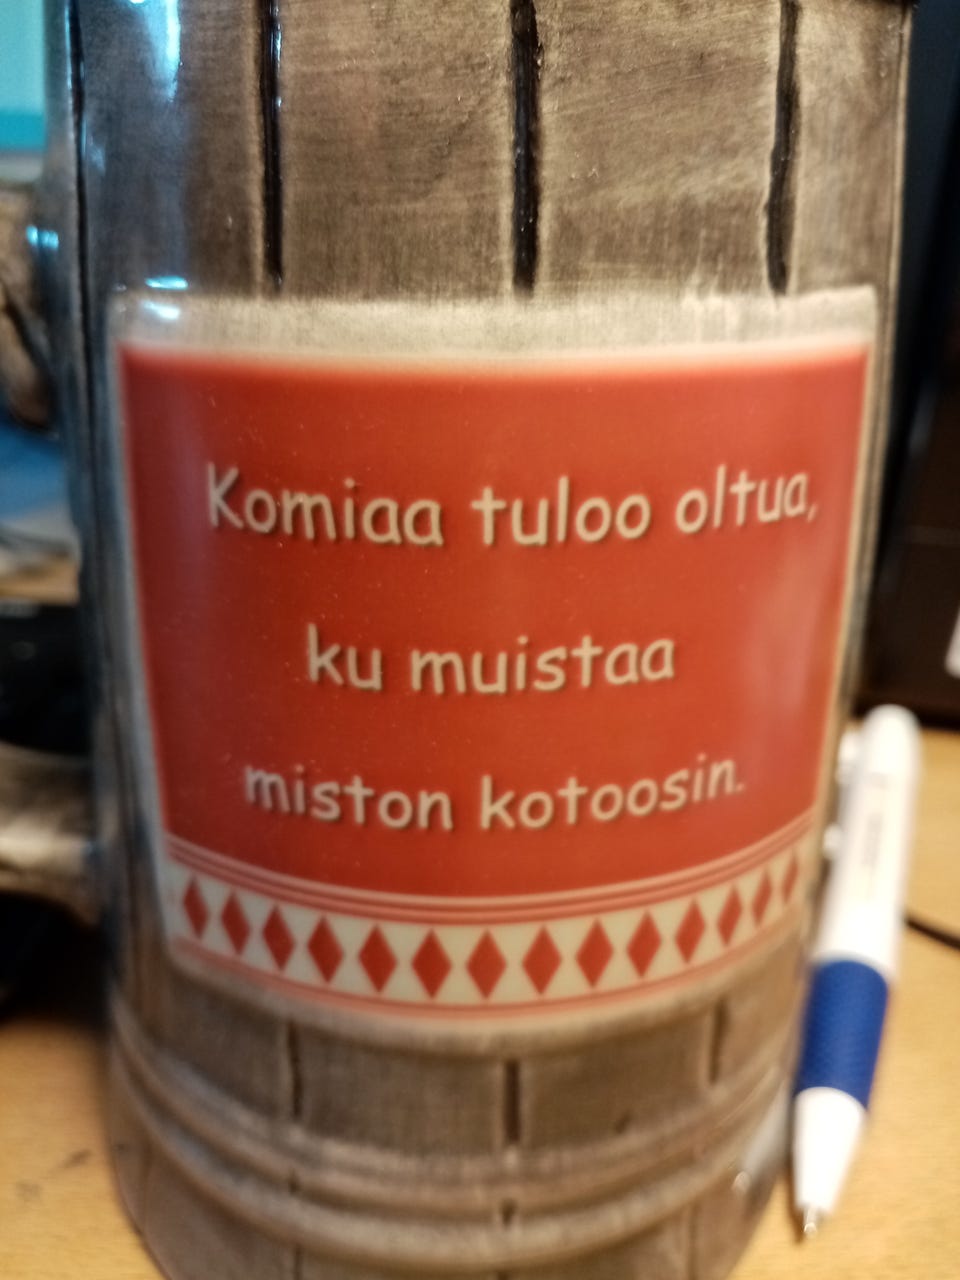 Komiaa tuloo oltua,
ku muistaa
miston kotoosin.